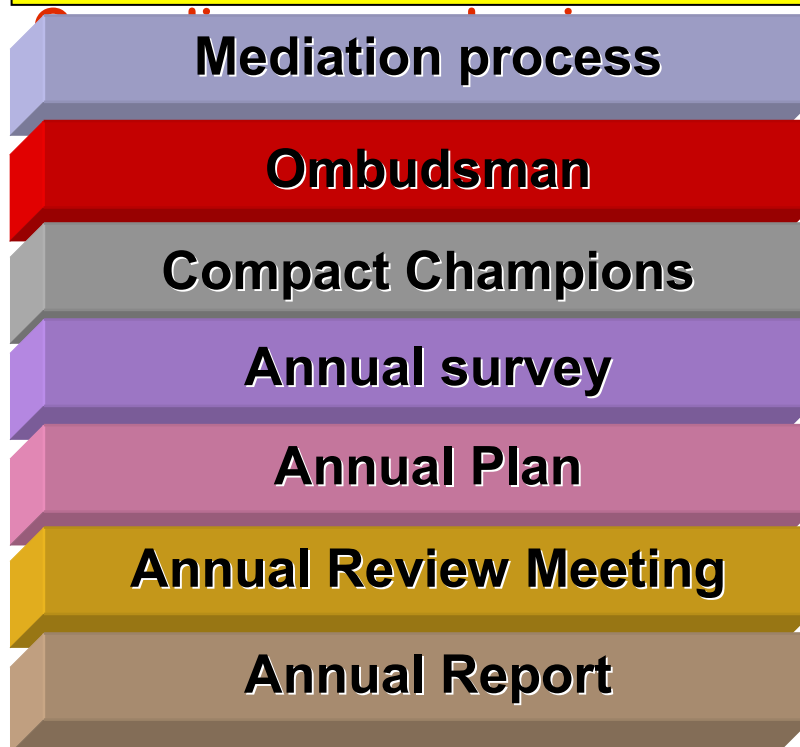 Mediation process
Ombudsman
Compact Champions
Annual survey
Annual Plan
Annual Review Meeting
Annual Report